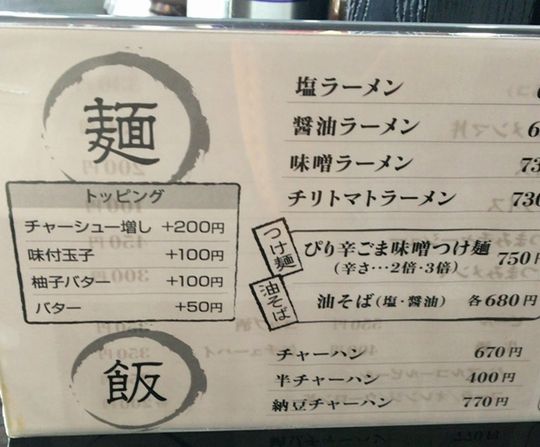 麺
塩ラーメン
醤油ラーメン
味噌ラーメン
チリトマトラーメン
トッピング
チャーシュー増し +200円
味付玉子 +100円
柚子バター +100円
バター +50円
つけ麺
ぴり辛ごま味噌つけ麺 750円
(辛さ…2倍・3倍)
油そば
油そば(塩・醤油) 各680円
飯
チャーハン 670円
半チャーハン 400円
納豆チャーハン 770円